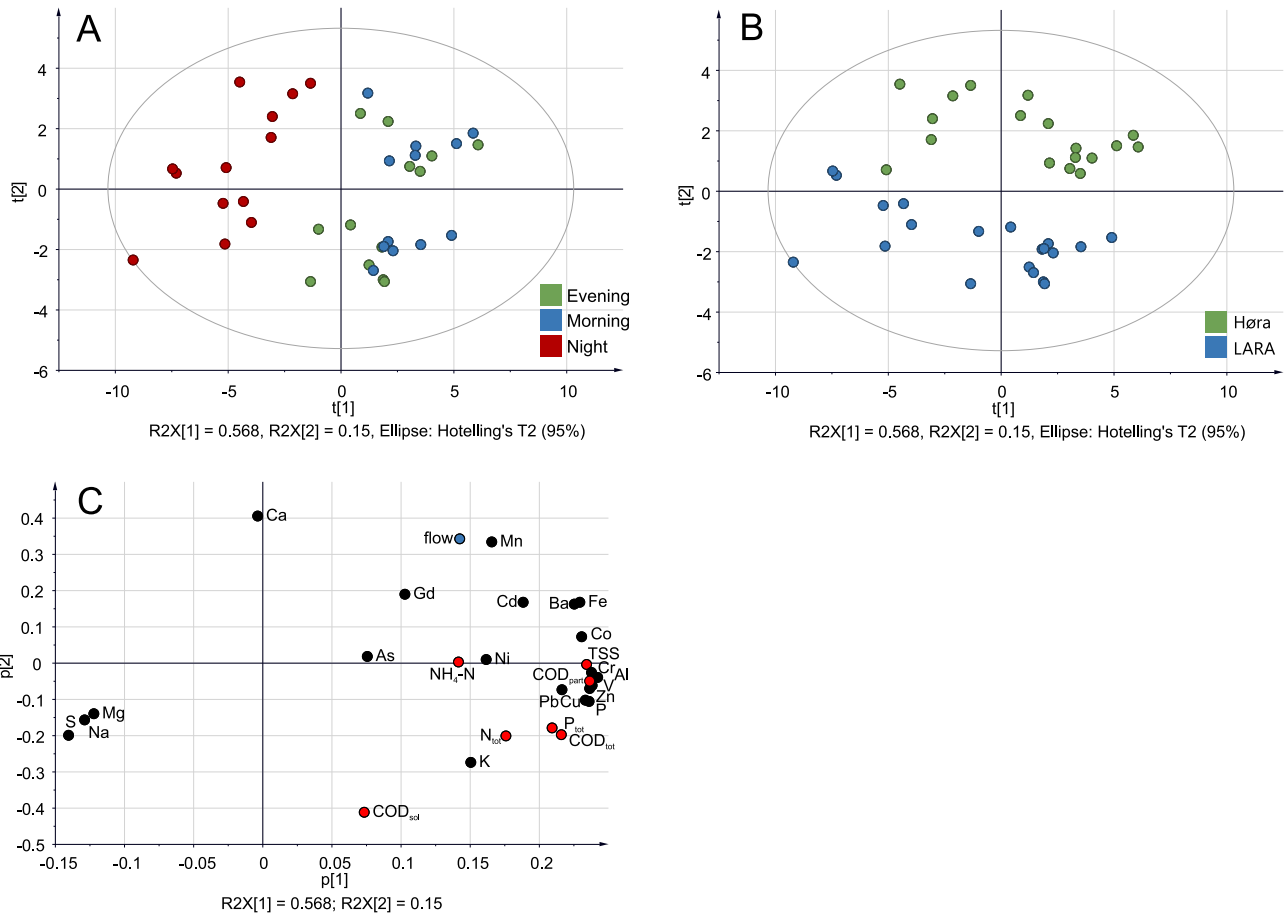 A
4
2
0
-2
-4
-6
t[2]
-10
-5
0
5
10
t[1]
Evening
Morning
Night
R2X[1] = 0.568, R2X[2] = 0.15, Ellipse: Hotelling's T2 (95%)
B
4
2
0
-2
-4
-6
t[2]
-10
-5
0
5
10
t[1]
Høra
LARA
R2X[1] = 0.568, R2X[2] = 0.15, Ellipse: Hotelling's T2 (95%)
C
0.4
0.3
0.2
0.1
0
-0.1
-0.2
-0.3
-0.4
-0.5
p[2]
Ca
flow
Mn
Gd
Cd
Ba
Fe
Co
As
Ni
TSS
NH₄-N
CODpart
Cr
Al
V
Pb
Cu
Zn
P
S
Mg
Na
Ntot
Ptot
CODtot
K
CODsol
-0.15
-0.1
-0.05
0
0.05
0.1
0.15
0.2
p[1]
R2X[1] = 0.568; R2X[2] = 0.15